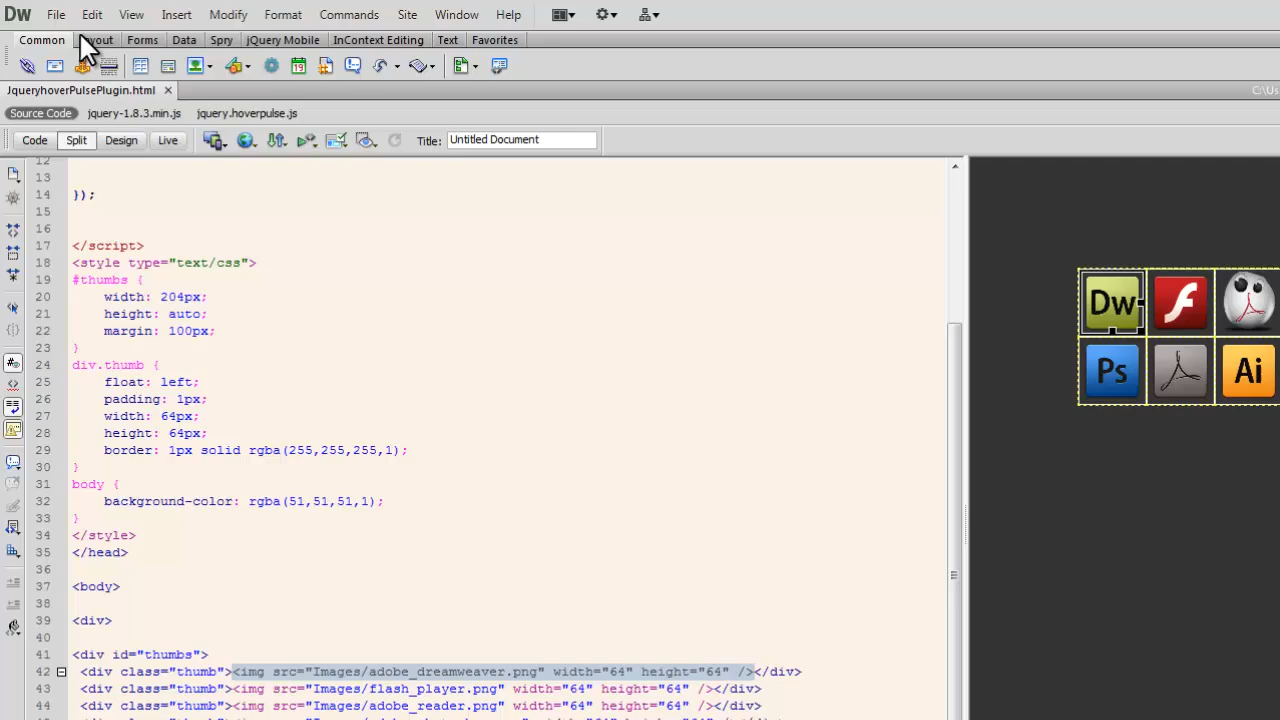 Dw File Edit View Insert Modify Format Commands Site Window Help
Common Layout Forms Data Spry jQuery Mobile InContext Editing Text Favorites
JqueryhoverPulsePlugin.html × C:\Us
Source Code jquery-1.8.3.min.js jquery.hoverpulse.js
Code Split Design Live Title: Untitled Document
12
13
14 });
15
16
17 </script>
18 <style type="text/css">
19 #thumbs {
20 width: 204px;
21 height: auto;
22 margin: 100px;
23 }
24 div.thumb {
25 float: left;
26 padding: 1px;
27 width: 64px;
28 height: 64px;
29 border: 1px solid rgba(255,255,255,1);
30 }
31 body {
32 background-color: rgba(51,51,51,1);
33 }
34 </style>
35 </head>
36
37 <body>
38
39 <div>
40
41 <div id="thumbs">
42 <div class="thumb"><img src="Images/adobe_dreamweaver.png" width="64" height="64" /></div>
43 <div class="thumb"><img src="Images/flash_player.png" width="64" height="64" /></div>
44 <div class="thumb"><img src="Images/adobe_reader.png" width="64" height="64" /></div>
Dw
Ps Ai